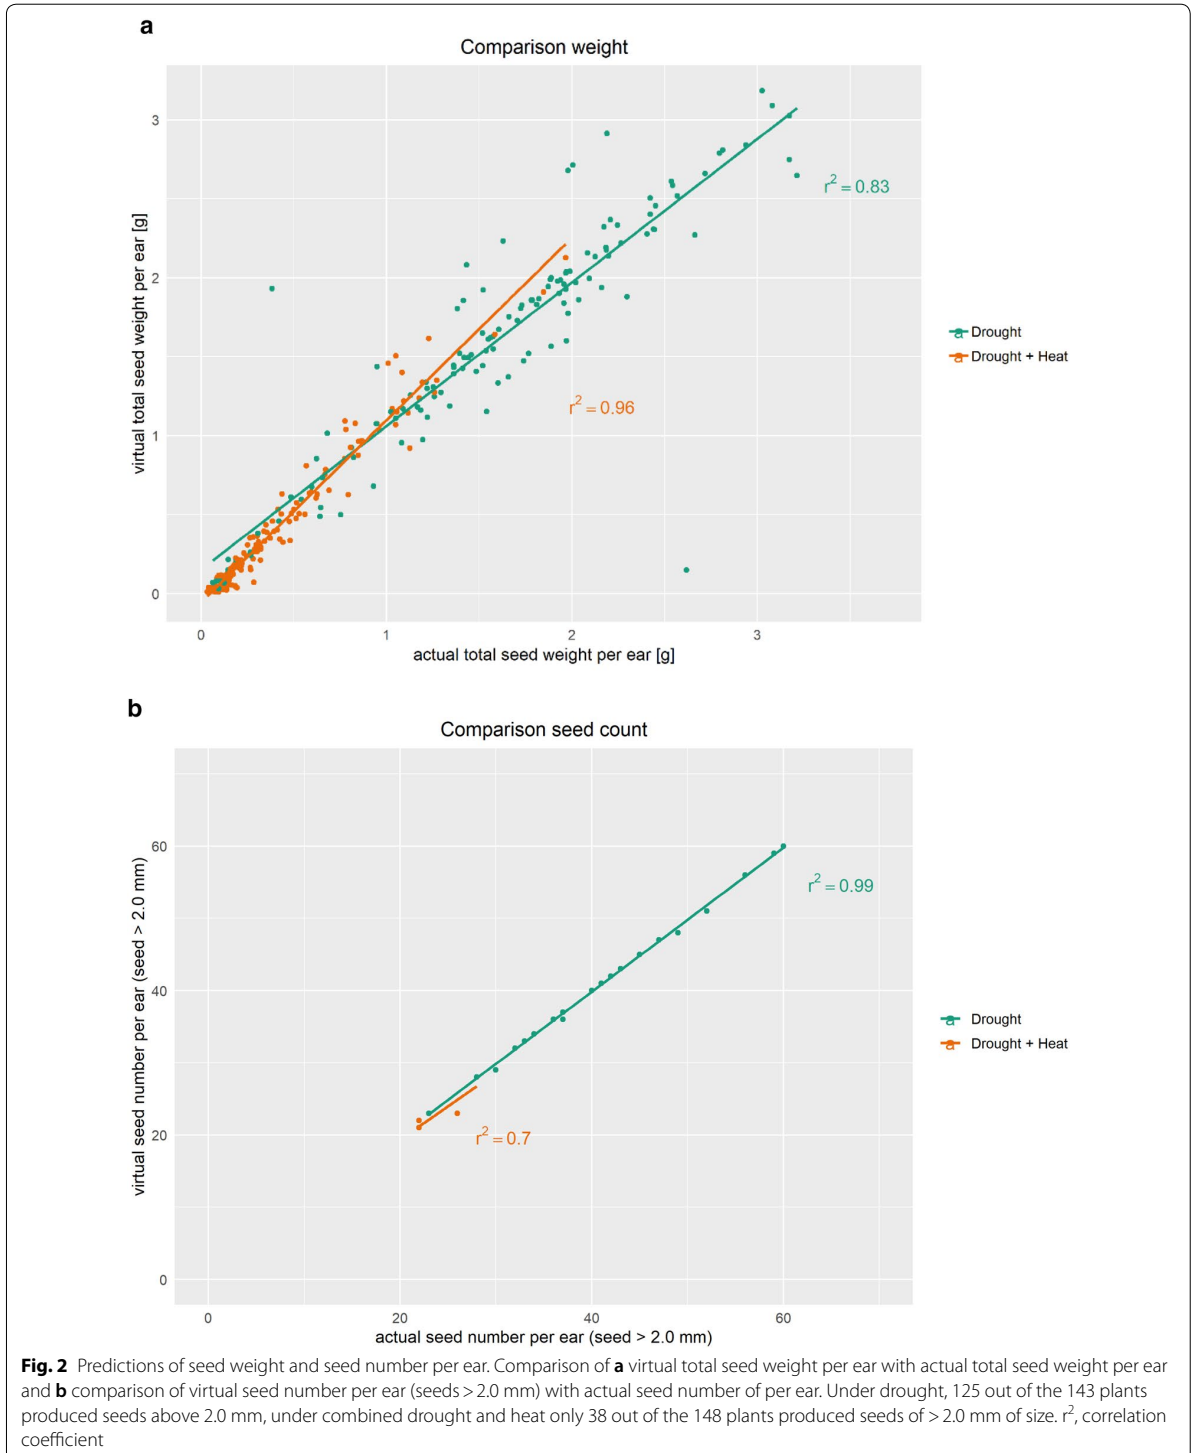 a
Comparison weight
3
2
1
0
virtual total seed weight per ear [g]
r² = 0.83
r² = 0.96
a Drought
a Drought + Heat
0 1 2 3
actual total seed weight per ear [g]
b
Comparison seed count
60
40
20
0
virtual seed number per ear (seed > 2.0 mm)
r² = 0.99
r² = 0.7
a Drought
a Drought + Heat
0 20 40 60
actual seed number per ear (seed > 2.0 mm)
Fig. 2 Predictions of seed weight and seed number per ear. Comparison of a virtual total seed weight per ear with actual total seed weight per ear
and b comparison of virtual seed number per ear (seeds > 2.0 mm) with actual seed number of per ear. Under drought, 125 out of the 143 plants
produced seeds above 2.0 mm, under combined drought and heat only 38 out of the 148 plants produced seeds of > 2.0 mm of size. r², correlation
coefficient